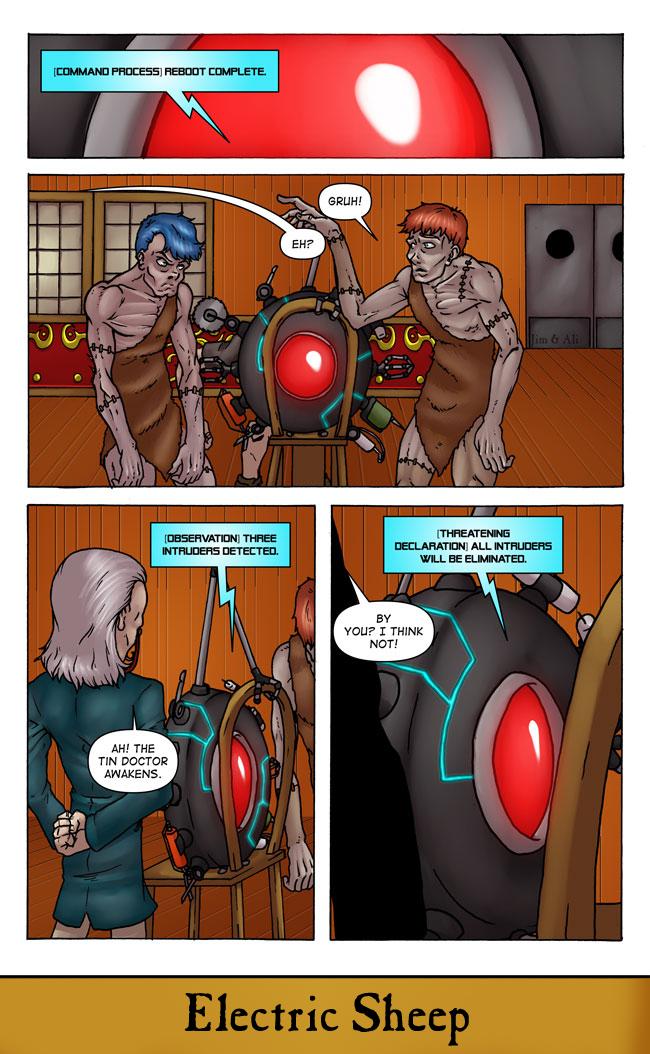 [COMMAND PROCESS] REBOOT COMPLETE.
GRUH!
EH?
Jim & Ali
[OBSERVATION] THREE
INTRUDERS DETECTED.
AH! THE
TIN DOCTOR
AWAKENS.
[THREATENING
DECLARATION] ALL INTRUDERS
WILL BE ELIMINATED.
BY
YOU? I THINK
NOT!
Electric Sheep